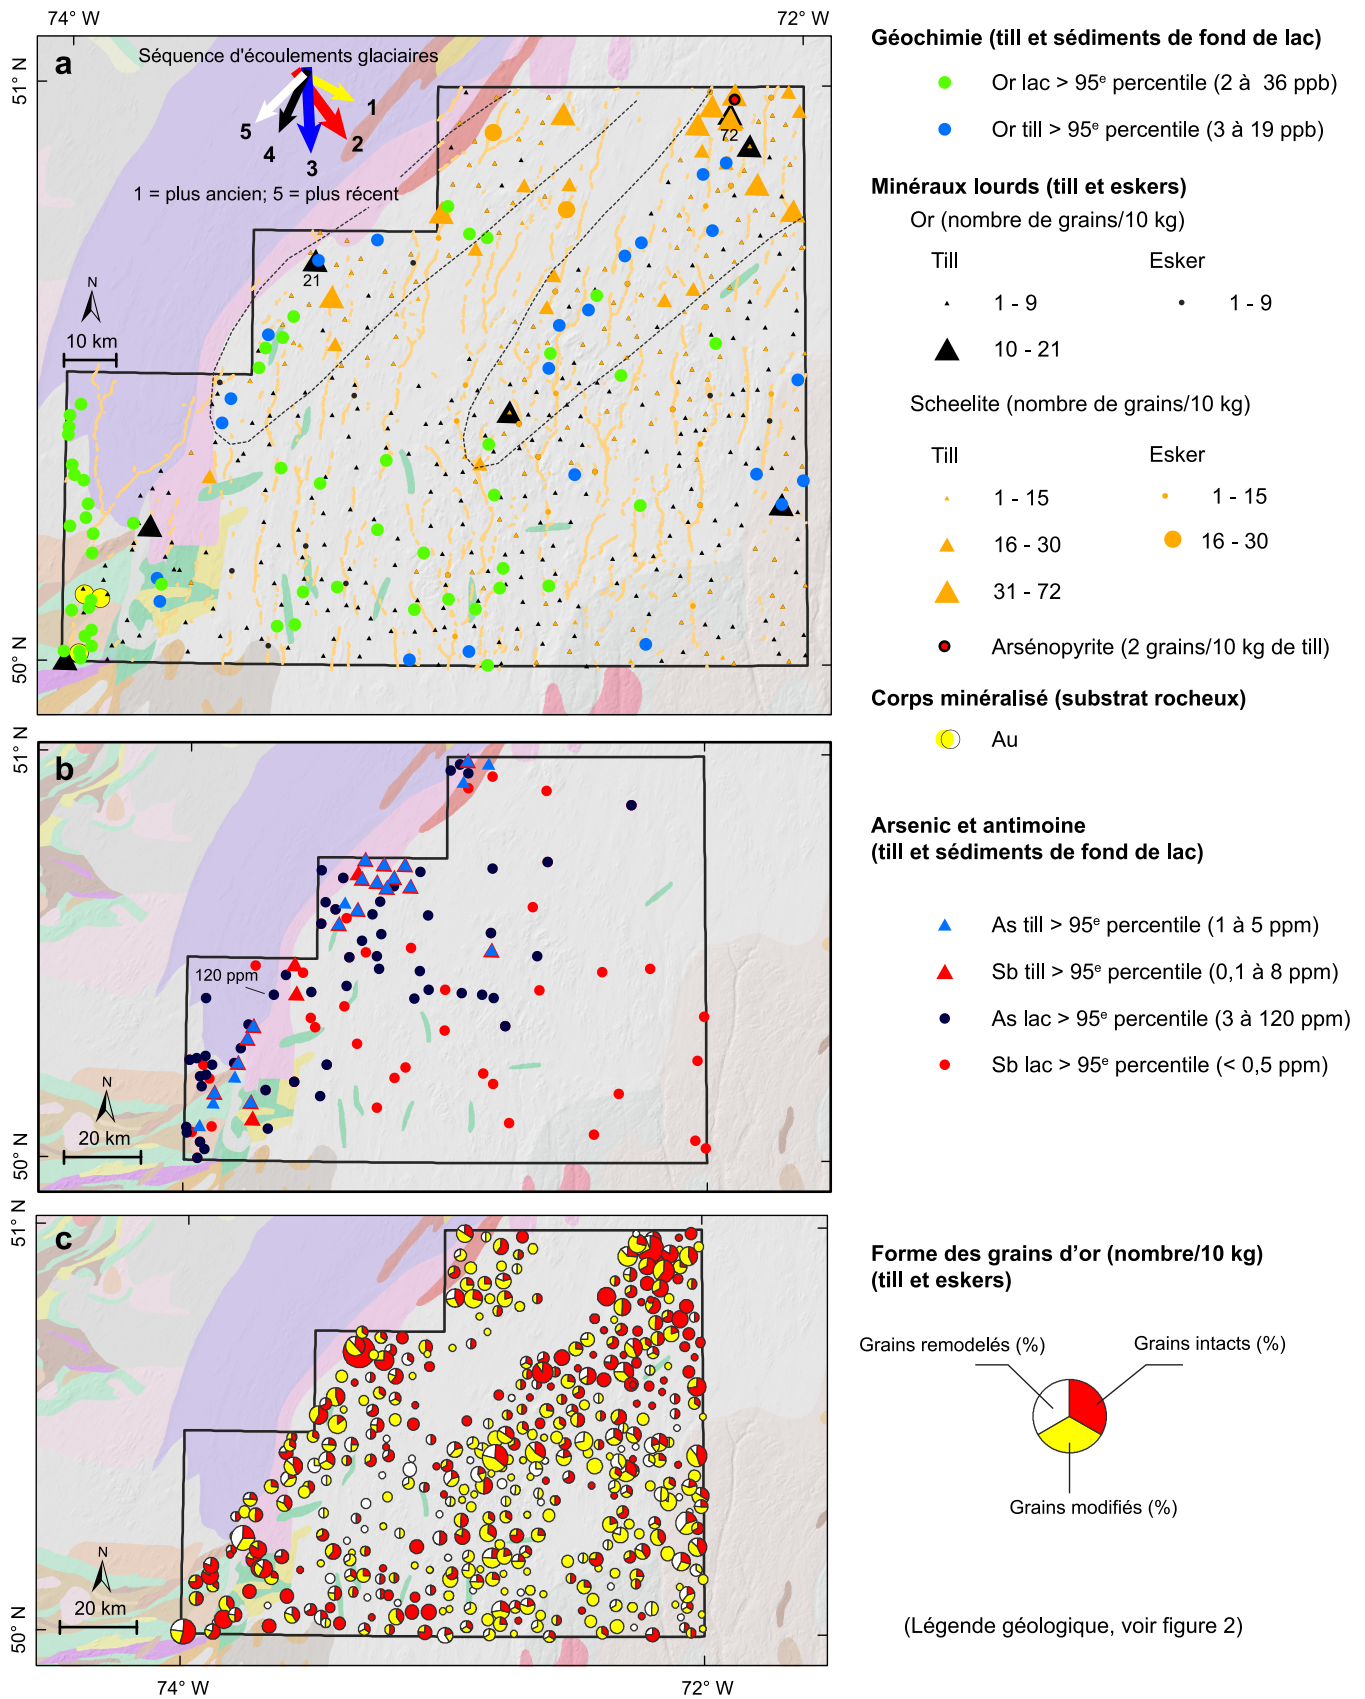 74° W
72° W
51° N
a
Séquence d'écoulements glaciaires
1
2
3
4
5
1 = plus ancien; 5 = plus récent
72
21
N
10 km
50° N
Géochimie (till et sédiments de fond de lac)
Or lac > 95e percentile (2 à 36 ppb)
Or till > 95e percentile (3 à 19 ppb)
Minéraux lourds (till et eskers)
Or (nombre de grains/10 kg)
Till
Esker
1 - 9
1 - 9
10 - 21
Scheelite (nombre de grains/10 kg)
Till
Esker
1 - 15
1 - 15
16 - 30
16 - 30
31 - 72
Arsénopyrite (2 grains/10 kg de till)
Corps minéralisé (substrat rocheux)
Au
51° N
b
120 ppm
N
20 km
50° N
Arsenic et antimoine
(till et sédiments de fond de lac)
As till > 95e percentile (1 à 5 ppm)
Sb till > 95e percentile (0,1 à 8 ppm)
As lac > 95e percentile (3 à 120 ppm)
Sb lac > 95e percentile (< 0,5 ppm)
51° N
c
N
20 km
50° N
74° W
72° W
Forme des grains d’or (nombre/10 kg)
(till et eskers)
Grains remodelés (%)
Grains intacts (%)
Grains modifiés (%)
(Légende géologique, voir figure 2)